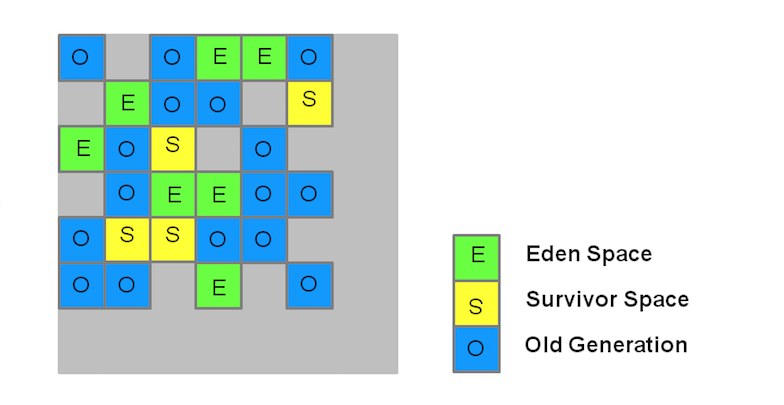 O O E E O
E O O S
E O S O
O E E O O
O S S O O
O O E O
E Eden Space
S Survivor Space
O Old Generation